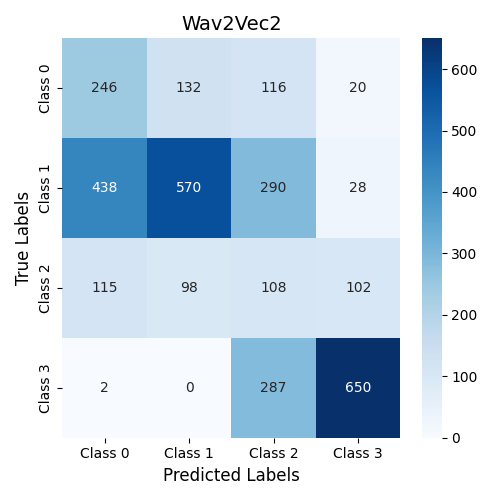 Wav2Vec2
True Labels
Class 0
246 132 116 20
Class 1
438 570 290 28
Class 2
115 98 108 102
Class 3
2 0 287 650
Class 0 Class 1 Class 2 Class 3
Predicted Labels
600
500
400
300
200
100
0